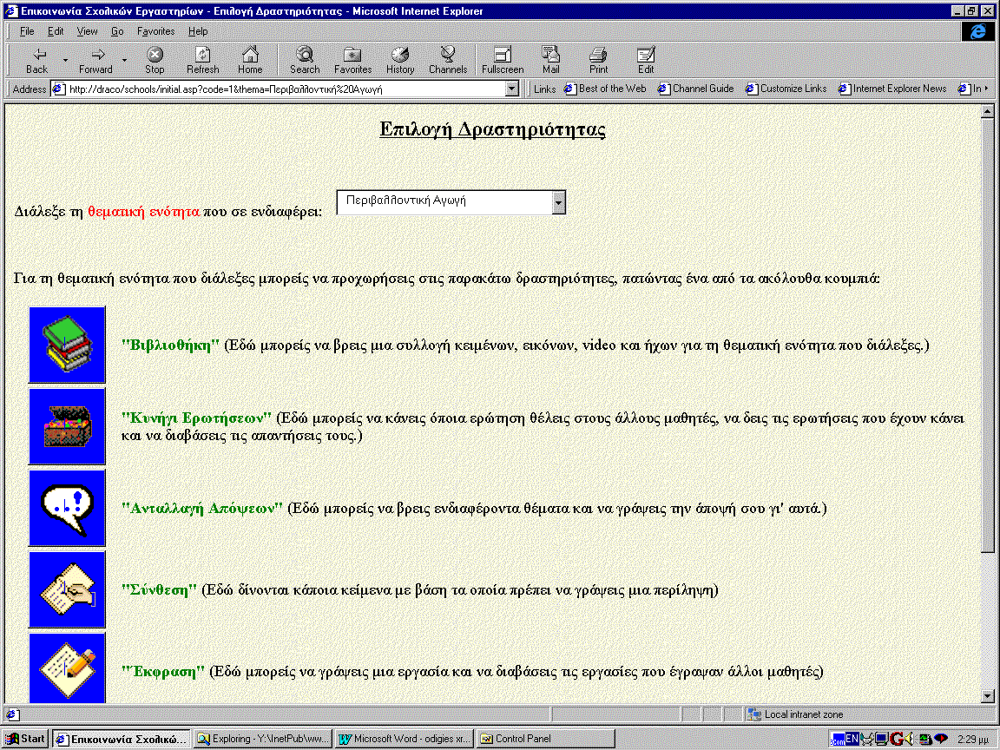 Επικοινωνία Σχολικών Εργαστηρίων - Επιλογή Δραστηριότητας - Microsoft Internet Explorer
File Edit View Go Favorites Help
Back Forward Stop Refresh Home Search Favorites History Channels Fullscreen Mail Print Edit
Address http://draco/schools/initial.asp?code=1&thema=Περιβαλλοντική%20Αγωγή Links Best of the Web Channel Guide Customize Links Internet Explorer News In
Επιλογή Δραστηριότητας
Διάλεξε τη θεματική ενότητα που σε ενδιαφέρει: Περιβαλλοντική Αγωγή
Για τη θεματική ενότητα που διάλεξες μπορείς να προχωρήσεις στις παρακάτω δραστηριότητες, πατώντας ένα από τα ακόλουθα κουμπιά:
"Βιβλιοθήκη" (Εδώ μπορείς να βρεις μια συλλογή κειμένων, εικόνων, video και ήχων για τη θεματική ενότητα που διάλεξες.)
"Κυνήγι Ερωτήσεων" (Εδώ μπορείς να κάνεις όποια ερώτηση θέλεις στους άλλους μαθητές, να δεις τις ερωτήσεις που έχουν κάνει
και να διαβάσεις τις απαντήσεις τους.)
"Ανταλλαγή Απόψεων" (Εδώ μπορείς να βρεις ενδιαφέροντα θέματα και να γράψεις την άποψή σου γι' αυτά.)
"Σύνθεση" (Εδώ δίνονται κάποια κείμενα με βάση τα οποία πρέπει να γράψεις μια περίληψη)
"Έκφραση" (Εδώ μπορείς να γράψεις μια εργασία και να διαβάσεις τις εργασίες που έγραψαν άλλοι μαθητές)
Local intranet zone
Start Επικοινωνία Σχολικώ... Exploring - Y:\InetPub\ww... Microsoft Word - odigies xr... Control Panel EN 2:29 μμ